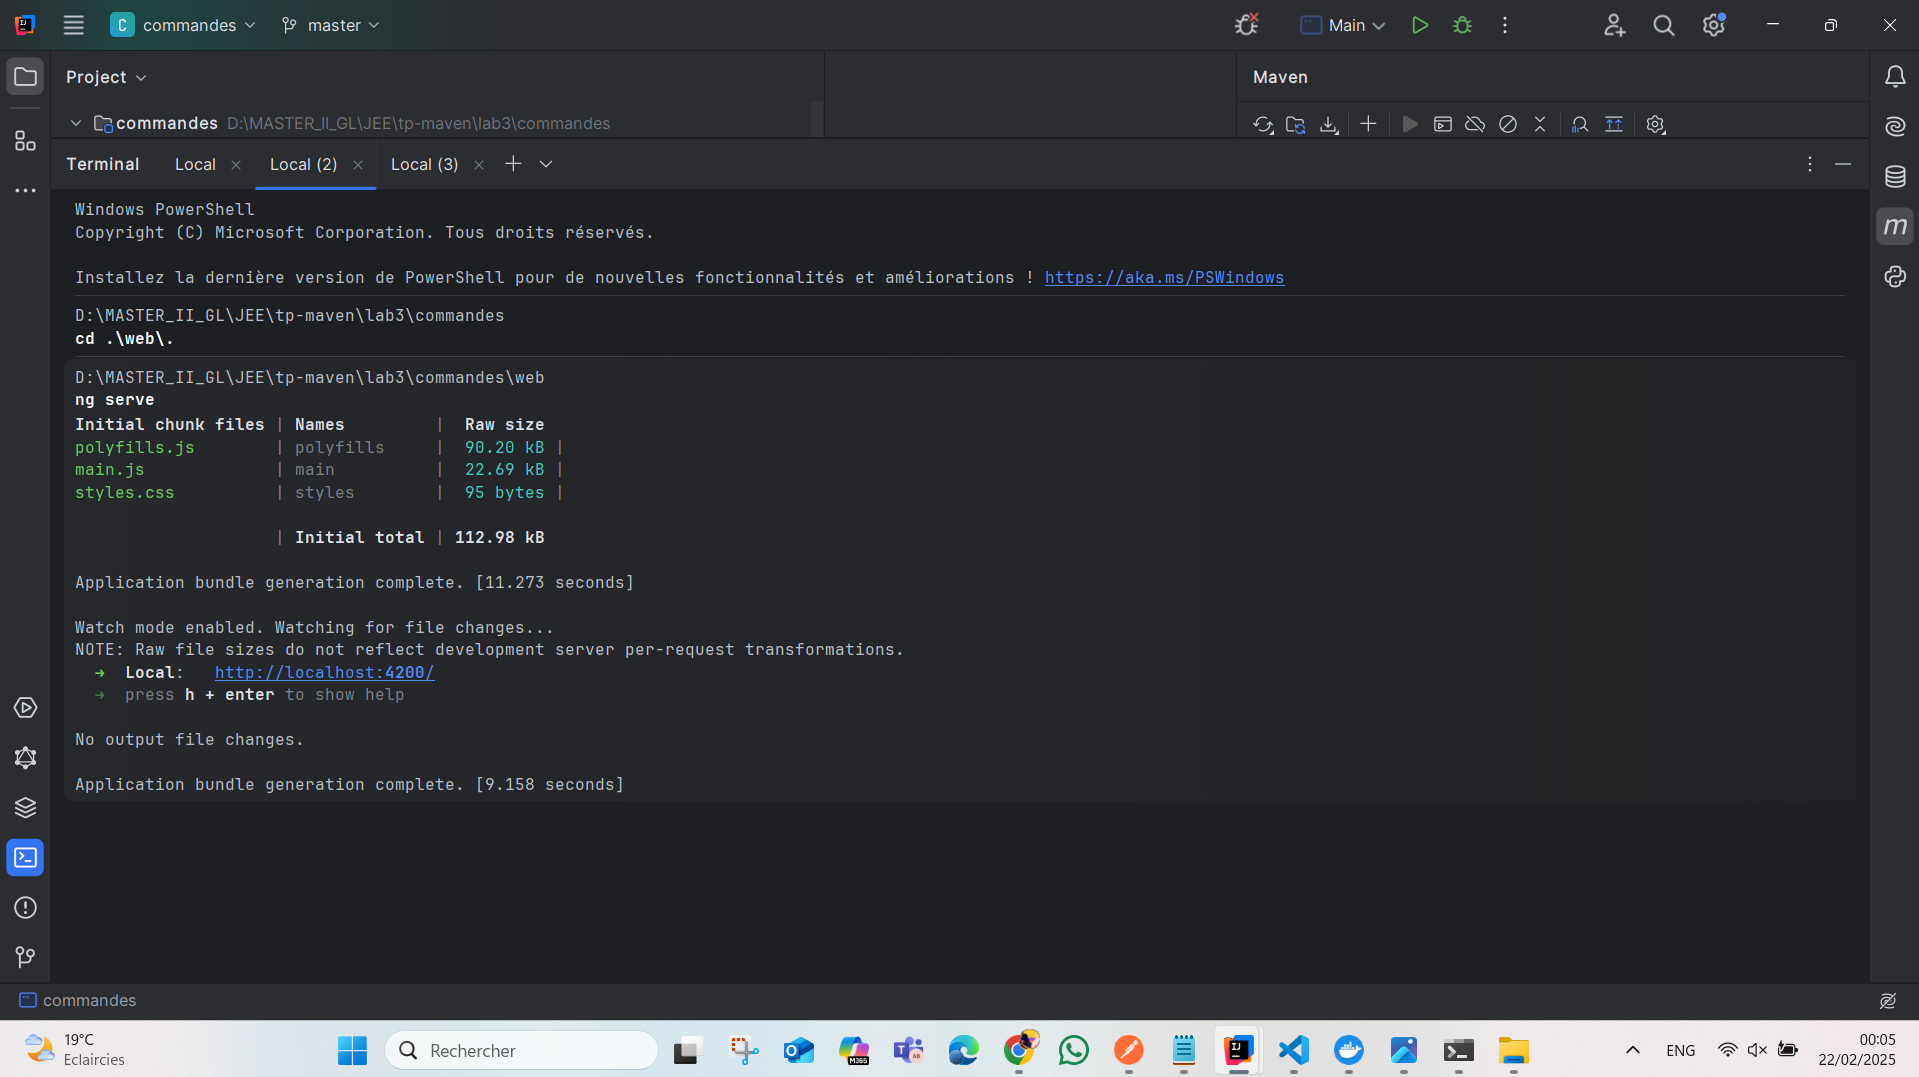 C commandes master Main
Project
Maven
commandes D:\MASTER_II_GL\JEE\tp-maven\lab3\commandes
Terminal Local Local (2) Local (3)
Windows PowerShell
Copyright (C) Microsoft Corporation. Tous droits réservés.
Installez la dernière version de PowerShell pour de nouvelles fonctionnalités et améliorations ! https://aka.ms/PSWindows
D:\MASTER_II_GL\JEE\tp-maven\lab3\commandes
cd .\web\.
D:\MASTER_II_GL\JEE\tp-maven\lab3\commandes\web
ng serve
Initial chunk files | Names | Raw size
polyfills.js | polyfills | 90.20 kB |
main.js | main | 22.69 kB |
styles.css | styles | 95 bytes |
| Initial total | 112.98 kB
Application bundle generation complete. [11.273 seconds]
Watch mode enabled. Watching for file changes...
NOTE: Raw file sizes do not reflect development server per-request transformations.
➜ Local: http://localhost:4200/
➜ press h + enter to show help
No output file changes.
Application bundle generation complete. [9.158 seconds]
commandes
19°C
Eclaircies
Rechercher
ENG
00:05
22/02/2025